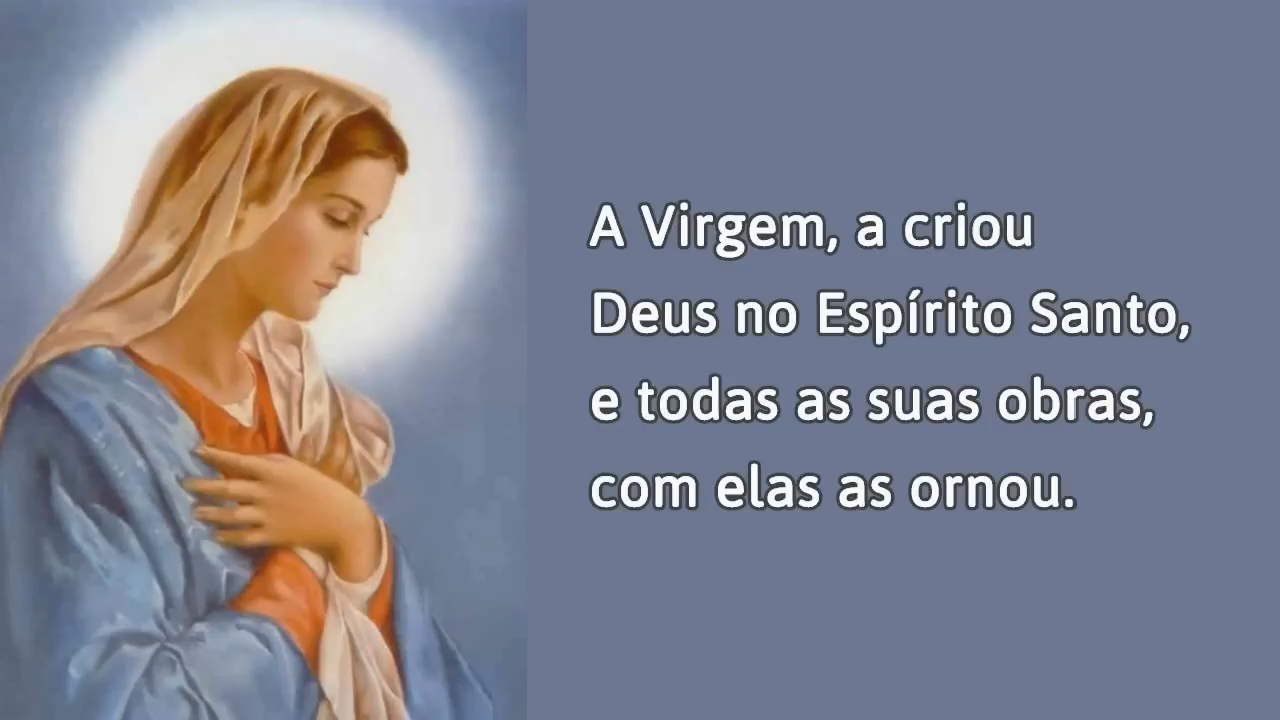 A Virgem, a criou
Deus no Espírito Santo,
e todas as suas obras,
com elas as ornou.